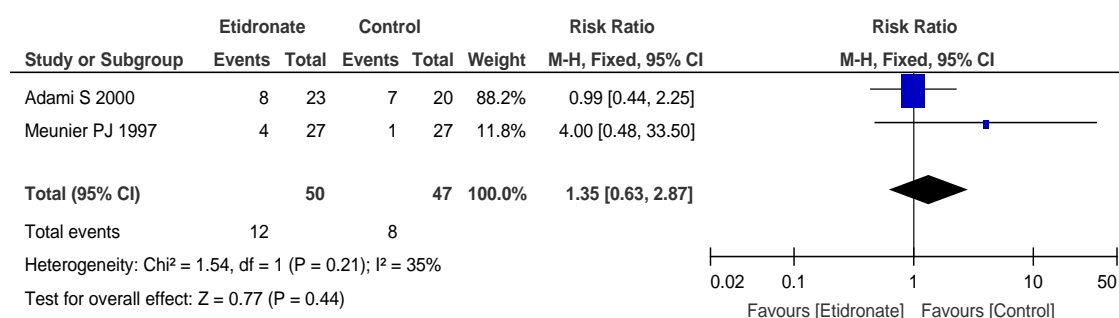 Etidronate Control Risk Ratio Risk Ratio
Study or Subgroup Events Total Events Total Weight M-H, Fixed, 95% CI M-H, Fixed, 95% CI
Adami S 2000 8 23 7 20 88.2% 0.99 [0.44, 2.25]
Meunier PJ 1997 4 27 1 27 11.8% 4.00 [0.48, 33.50]
Total (95% CI) 50 47 100.0% 1.35 [0.63, 2.87]
Total events 12 8
Heterogeneity: Chi² = 1.54, df = 1 (P = 0.21); I² = 35%
Test for overall effect: Z = 0.77 (P = 0.44)
0.02 0.1 1 10 50
Favours [Etidronate] Favours [Control]